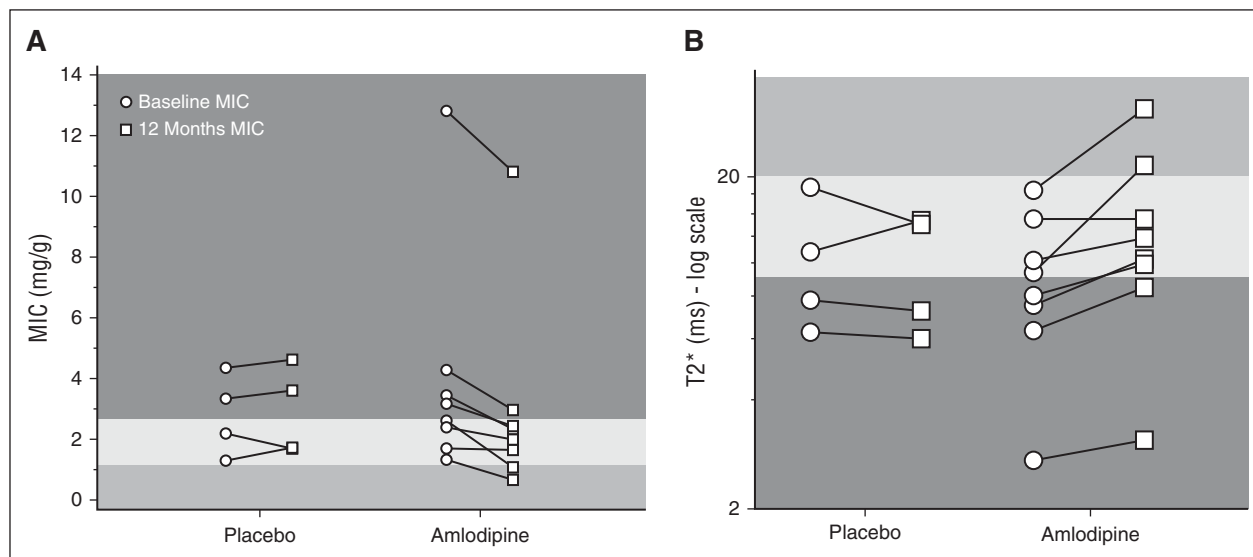 A
MIC (mg/g)
14
12
10
8
6
4
2
0
Baseline MIC
12 Months MIC
Placebo
Amlodipine
B
T2* (ms) - log scale
20
2
Placebo
Amlodipine